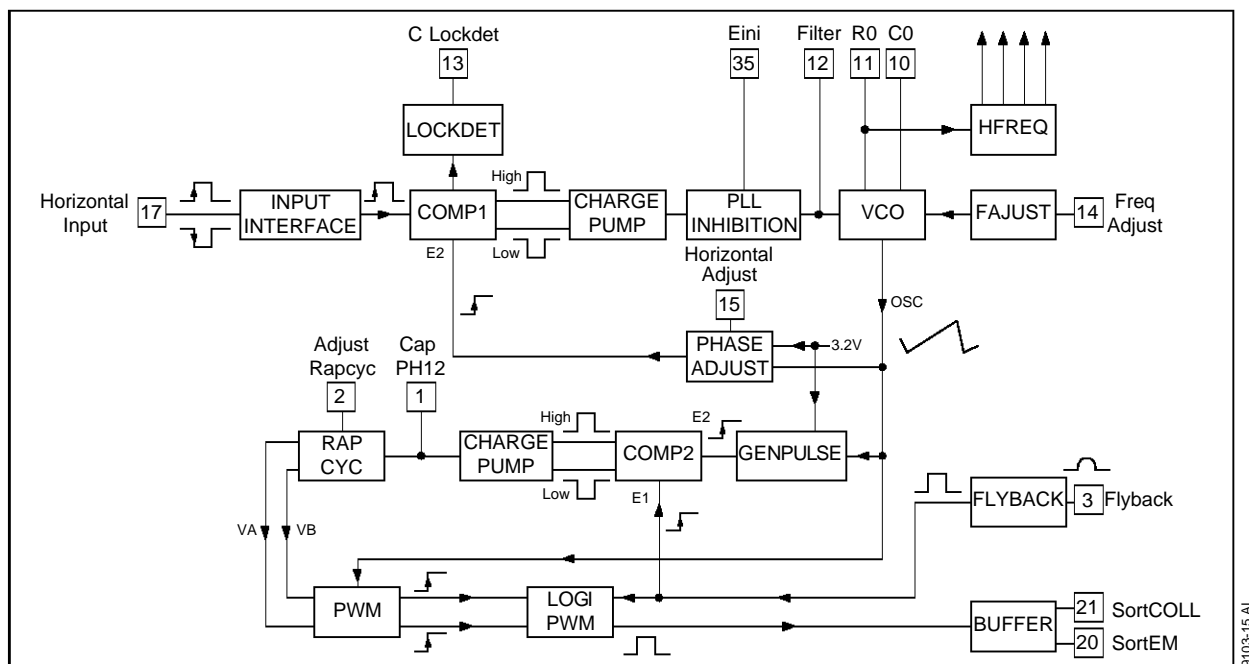 C Lockdet
13
Eini
35
Filter
12
R0
11
C0
10
LOCKDET
HFREQ
Horizontal
Input
17
INPUT
INTERFACE
COMP1
High
Low
E2
CHARGE
PUMP
PLL
INHIBITION
VCO
FAJUST
14
Freq
Adjust
Horizontal
Adjust
15
OSC
PHASE
ADJUST
3.2V
Adjust
Rapcyc
2
Cap
PH12
1
RAP
CYC
CHARGE
PUMP
High
Low
COMP2
E2
E1
GENPULSE
FLYBACK
3
Flyback
VA
VB
PWM
LOGI
PWM
BUFFER
21
SortCOLL
20
SortEM
9103-15.AI